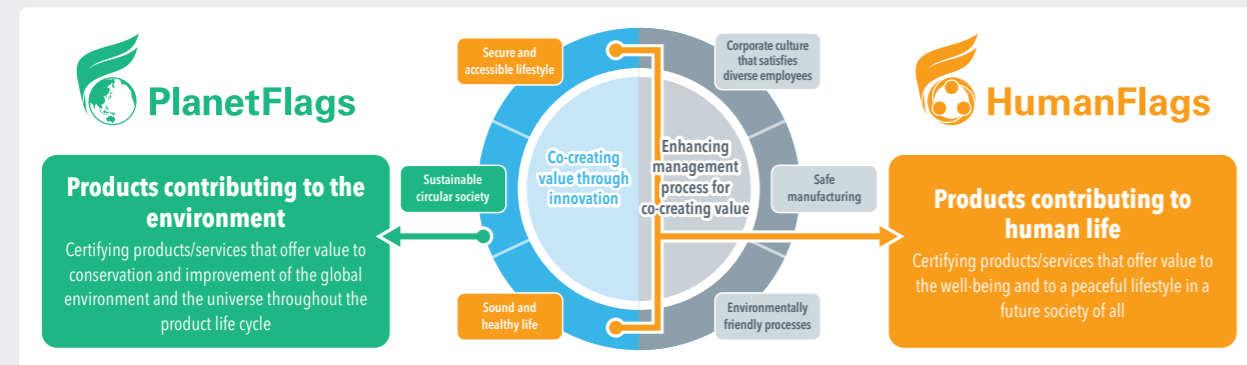 PlanetFlags
Products contributing to the
environment
Certifying products/services that offer value to
conservation and improvement of the global
environment and the universe throughout the
product life cycle
Secure and
accessible lifestyle
Sustainable
circular society
Sound and
healthy life
Co-creating
value through
innovation
Enhancing
management
process for
co-creating value
Corporate culture
that satisfies
diverse employees
Safe
manufacturing
Environmentally
friendly processes
HumanFlags
Products contributing to
human life
Certifying products/services that offer value to
the well-being and to a peaceful lifestyle in a
future society of all